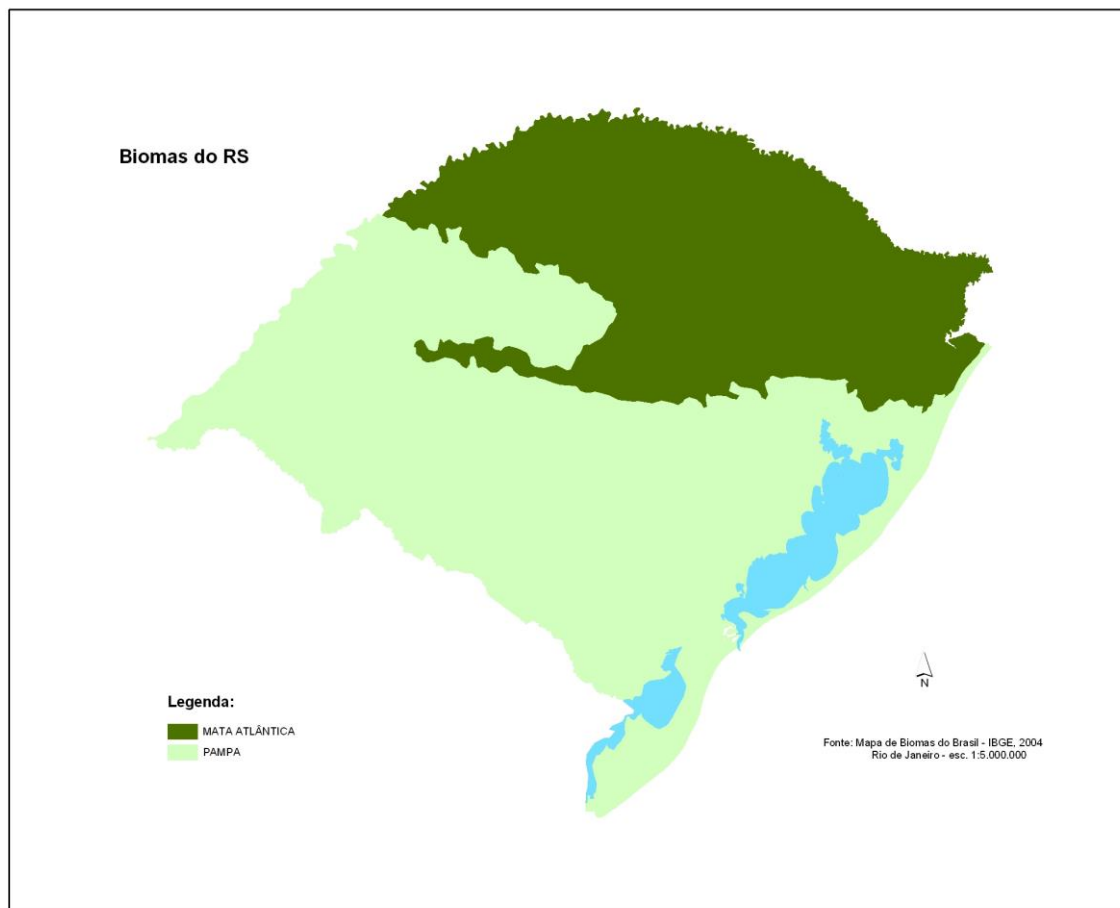 Biomas do RS
N
Legenda:
MATA ATLÂNTICA
PAMPA
Fonte: Mapa de Biomas do Brasil - IBGE, 2004
Rio de Janeiro - esc. 1:5.000.000